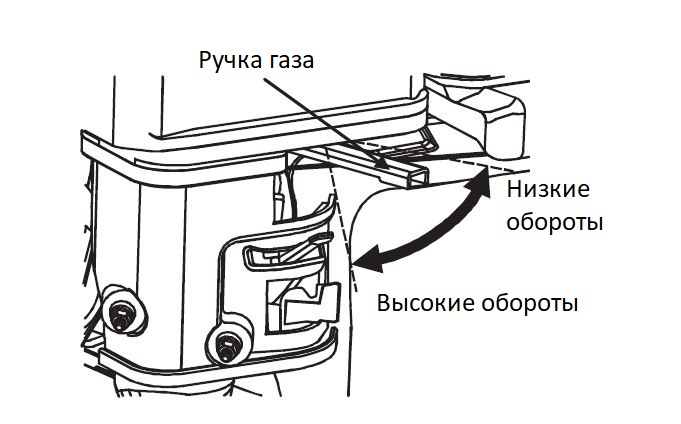 Ручка газа
Низкие
обороты
Высокие обороты